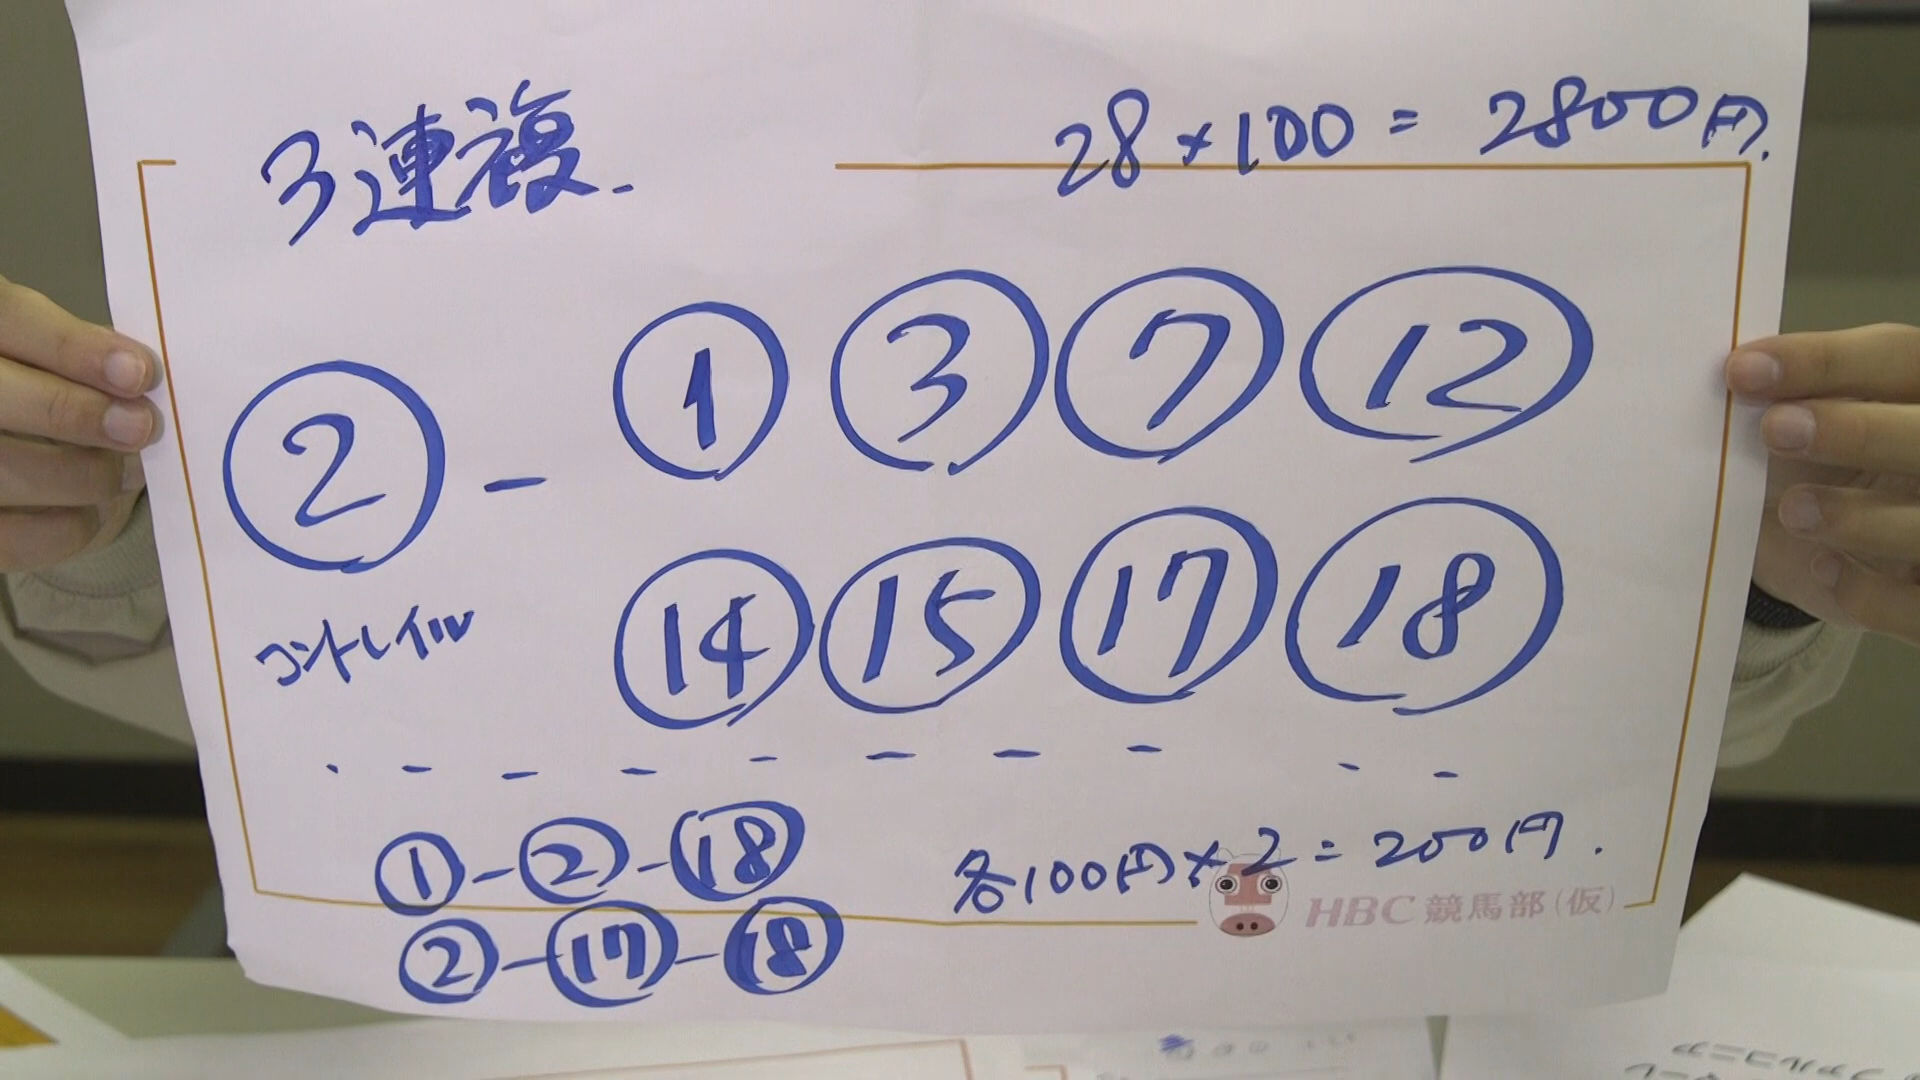 3連複.
28×100=2800円.
② - ① ③ ⑦ ⑫
コントレイル
⑭ ⑮ ⑰ ⑱
①-②-⑱
②-⑰-⑱
各100円×2=200円.
HBC競馬部(仮)